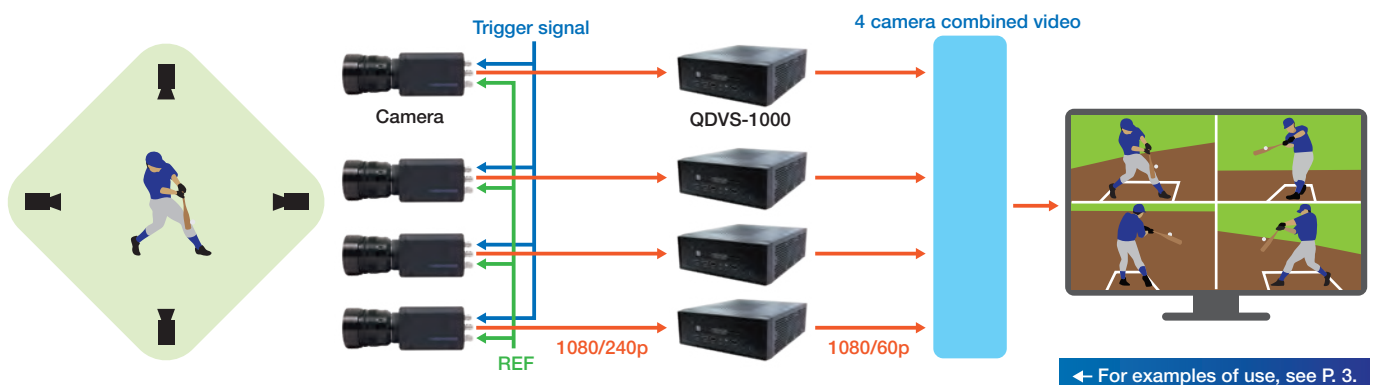 Trigger signal
4 camera combined video
Camera
QDVS-1000
REF
1080/240p
1080/60p
← For examples of use, see P. 3.